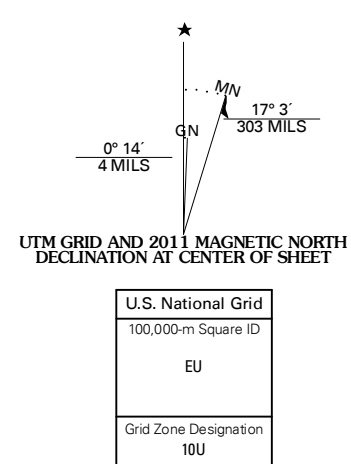 ★
MN
17° 3´
303 MILS
GN
0° 14´
4 MILS
UTM GRID AND 2011 MAGNETIC NORTH
DECLINATION AT CENTER OF SHEET
U.S. National Grid
100,000-m Square ID
EU
Grid Zone Designation
10U